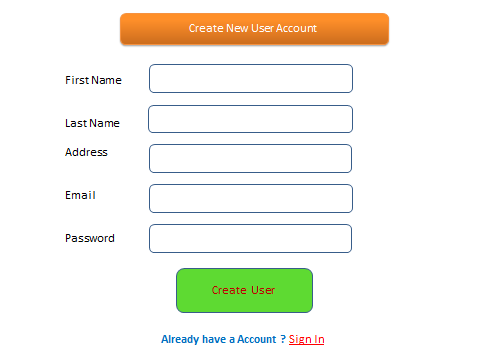 Create New User Account
First Name
Last Name
Address
Email
Password
Create User
Already have a Account ? Sign In